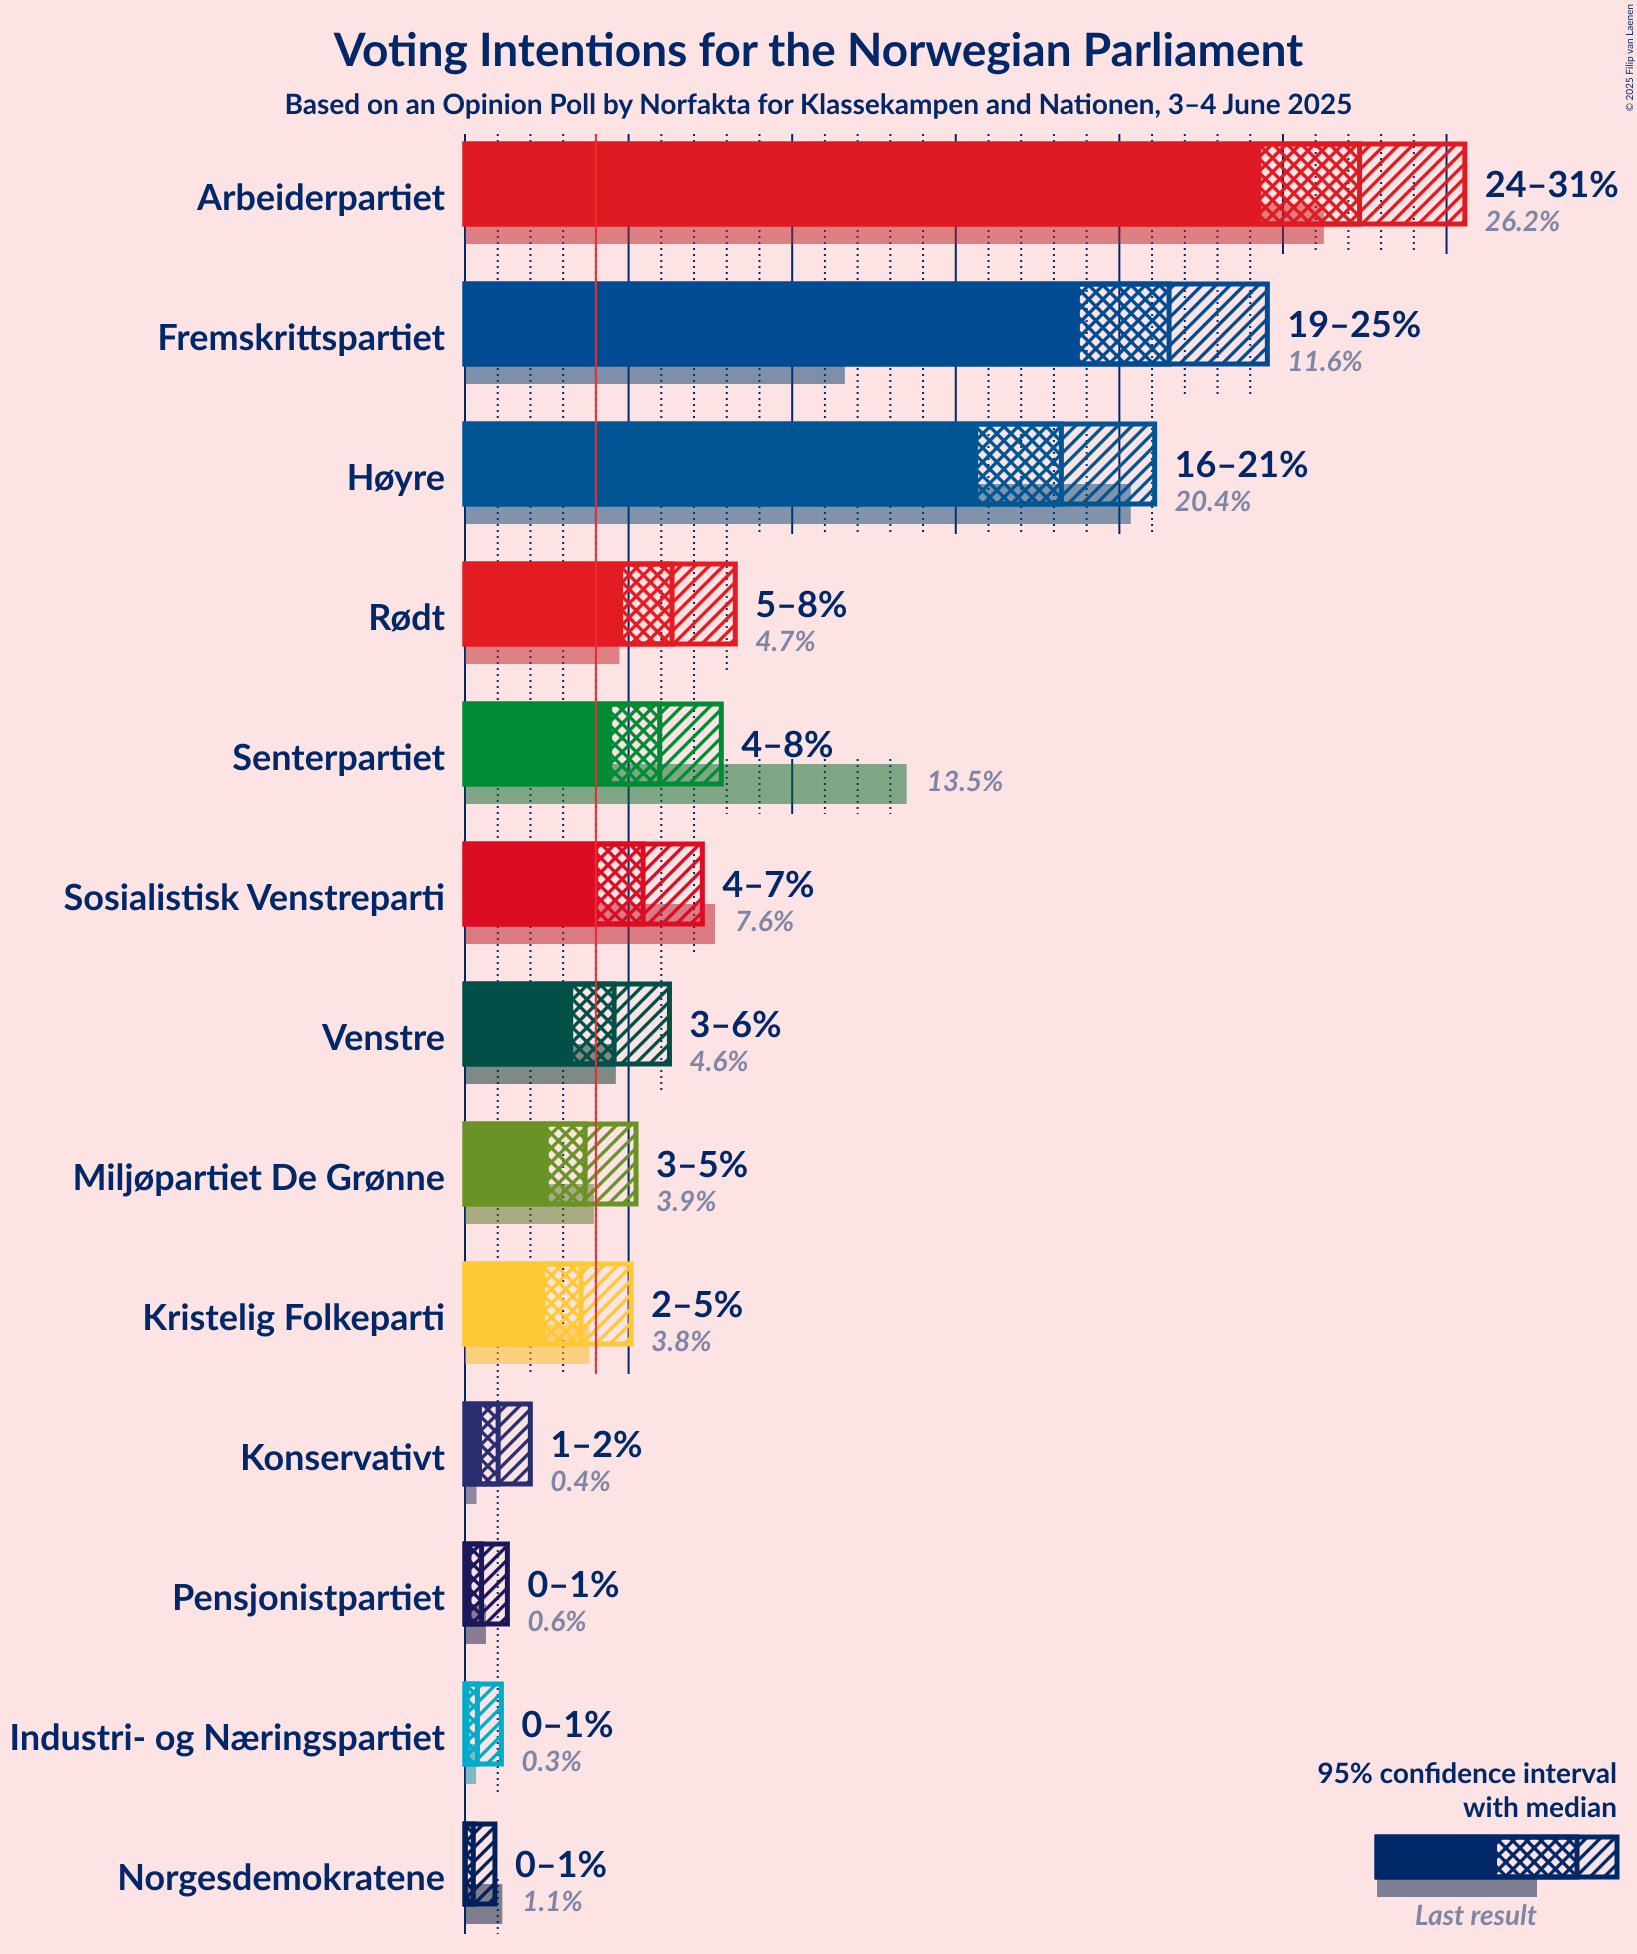 Voting Intentions for the Norwegian Parliament
Based on an Opinion Poll by Norfakta for Klassekampen and Nationen, 3–4 June 2025
© 2025 Filip van Laenen
Arbeiderpartiet
24–31%
26.2%
Fremskrittspartiet
19–25%
11.6%
Høyre
16–21%
20.4%
Rødt
5–8%
4.7%
Senterpartiet
4–8%
13.5%
Sosialistisk Venstreparti
4–7%
7.6%
Venstre
3–6%
4.6%
Miljøpartiet De Grønne
3–5%
3.9%
Kristelig Folkeparti
2–5%
3.8%
Konservativt
1–2%
0.4%
Pensjonistpartiet
0–1%
0.6%
Industri- og Næringspartiet
0–1%
0.3%
Norgesdemokratene
0–1%
1.1%
95% confidence interval
with median
Last result